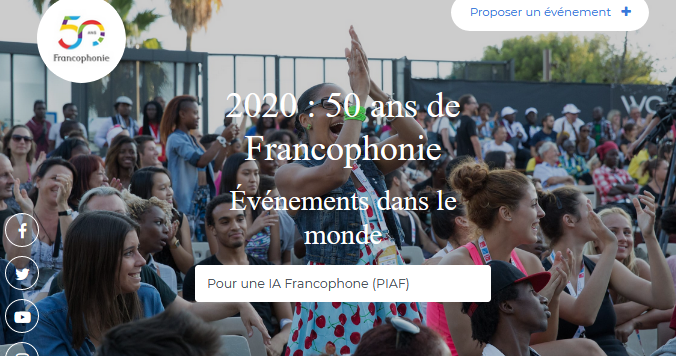 50
ANS
Francophonie
Proposer un événement +
2020 : 50 ans de
Francophonie
Événements dans le
monde
Pour une IA Francophone (PIAF)